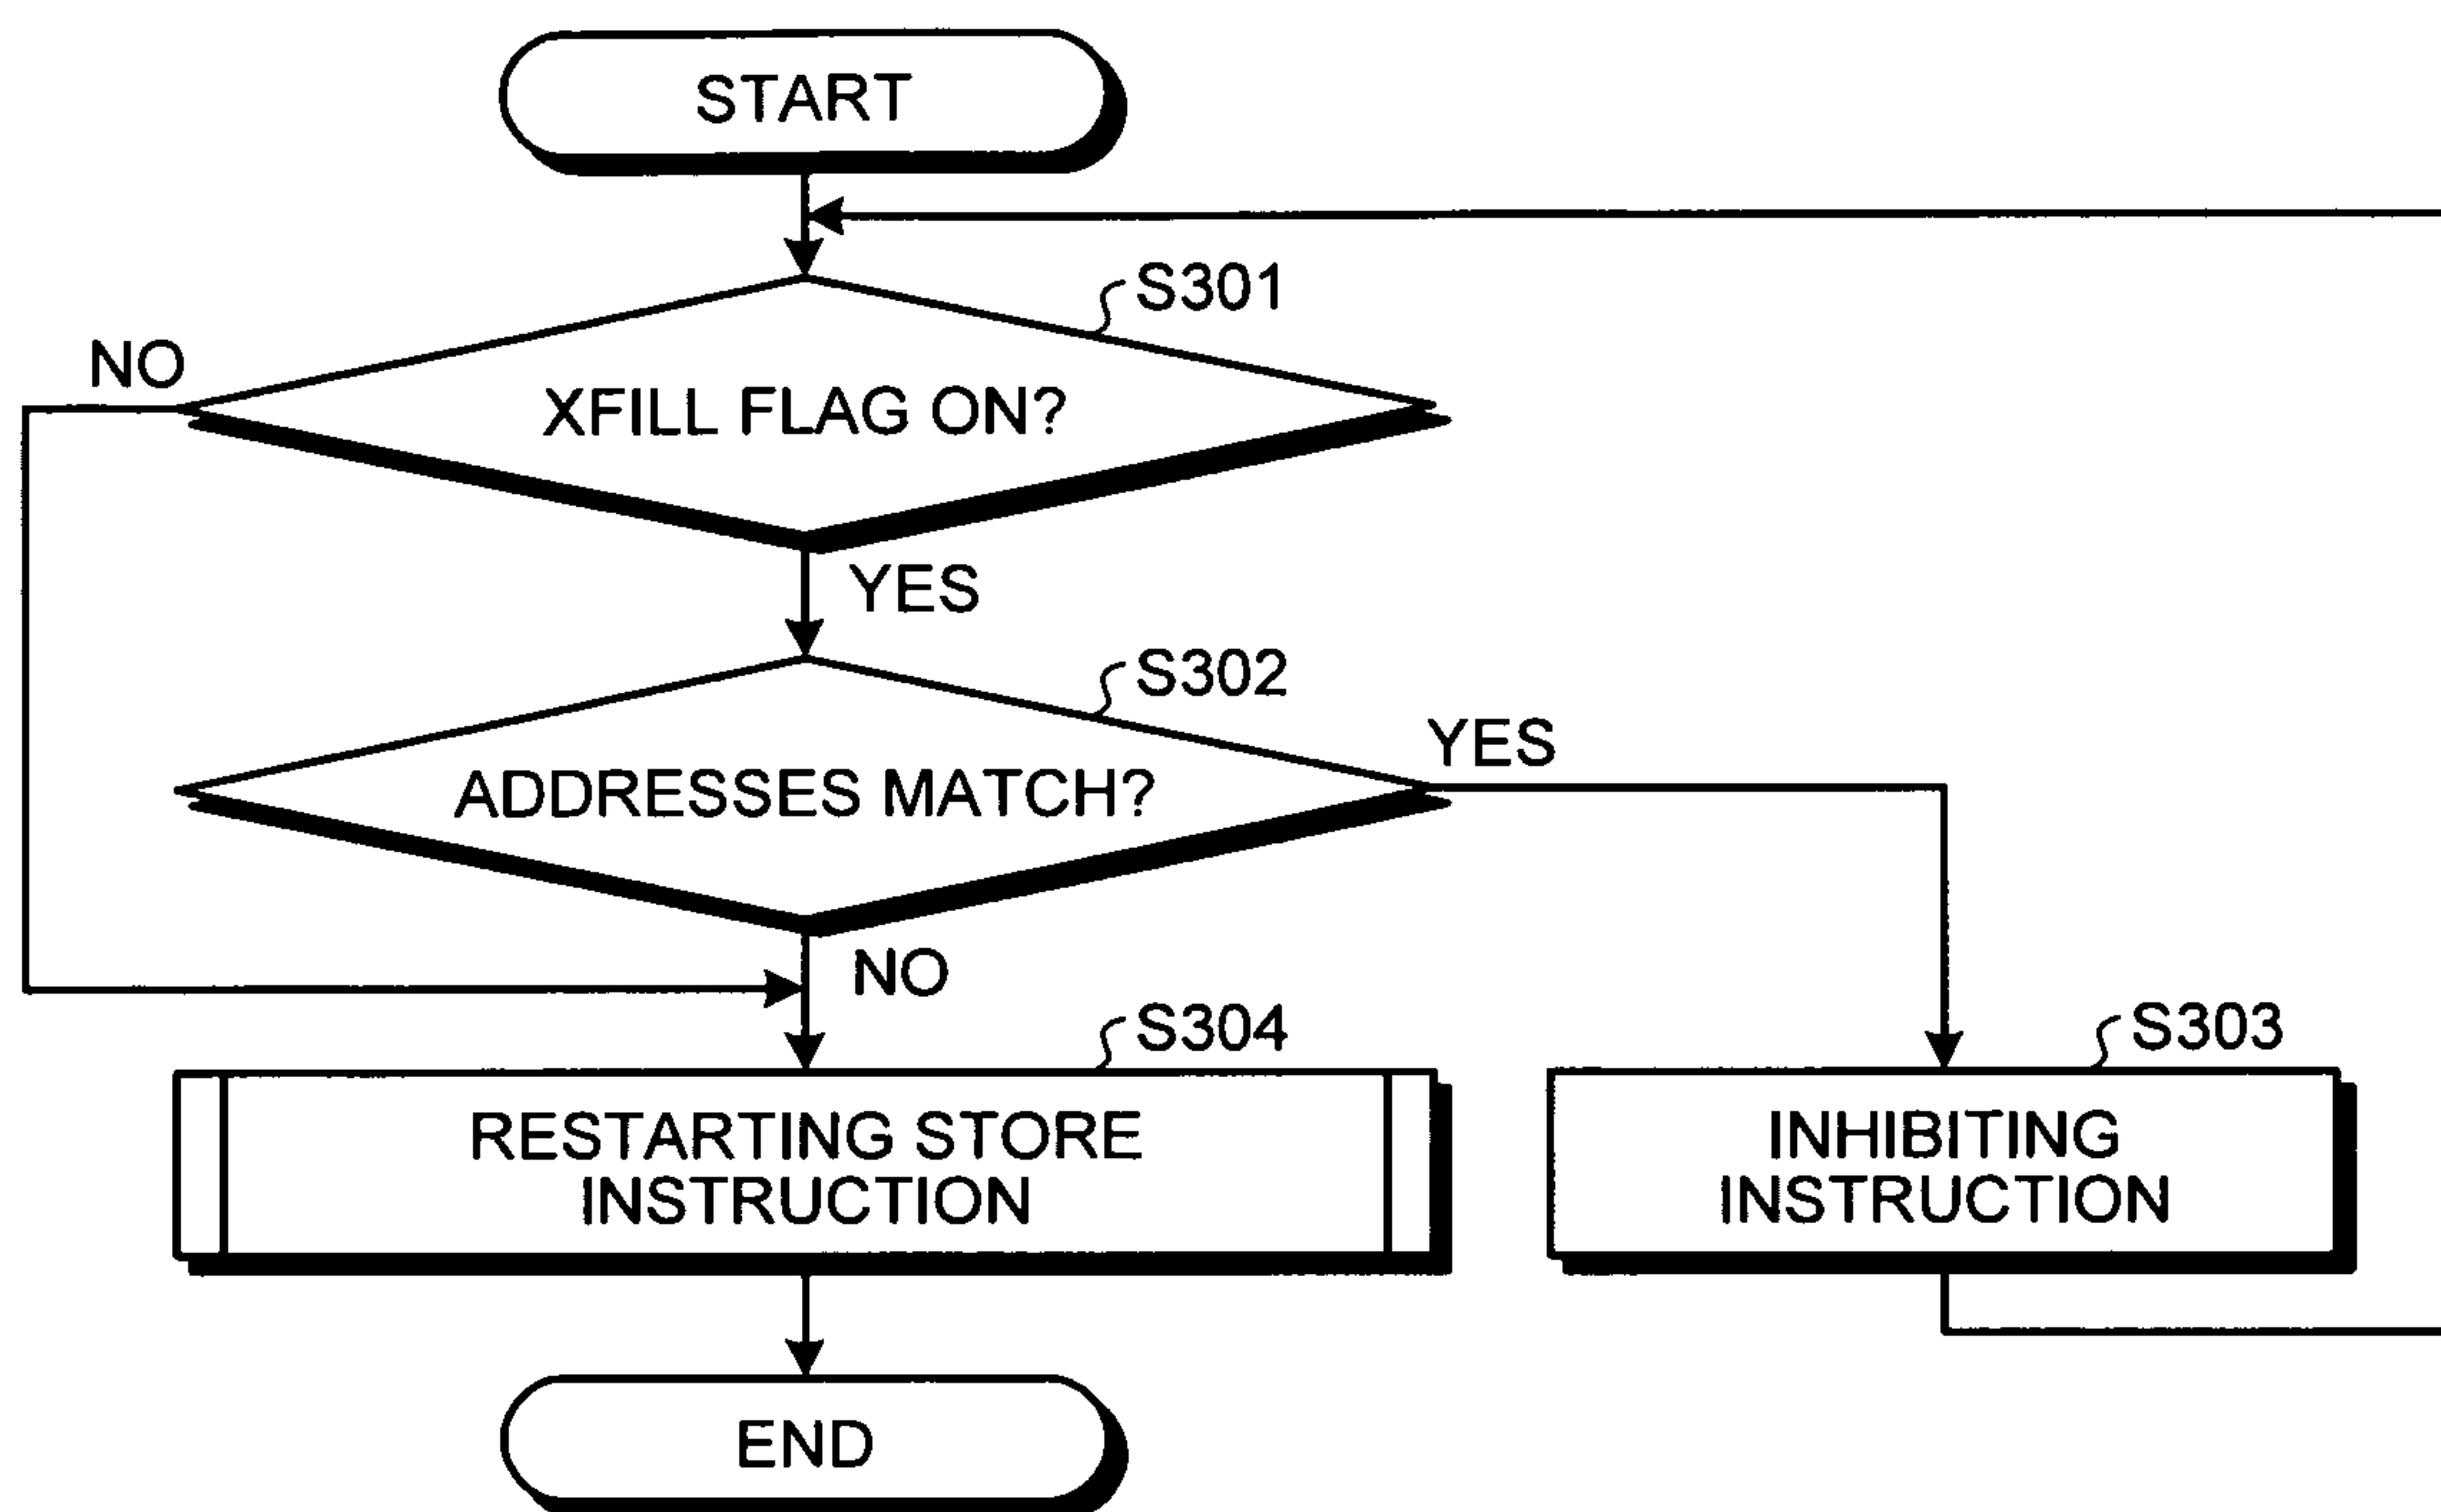 START
S301
NO
XFILL FLAG ON?
YES
S302
YES
ADDRESSES MATCH?
NO
S304
S303
RESTARTING STORE
INSTRUCTION
INHIBITING
INSTRUCTION
END